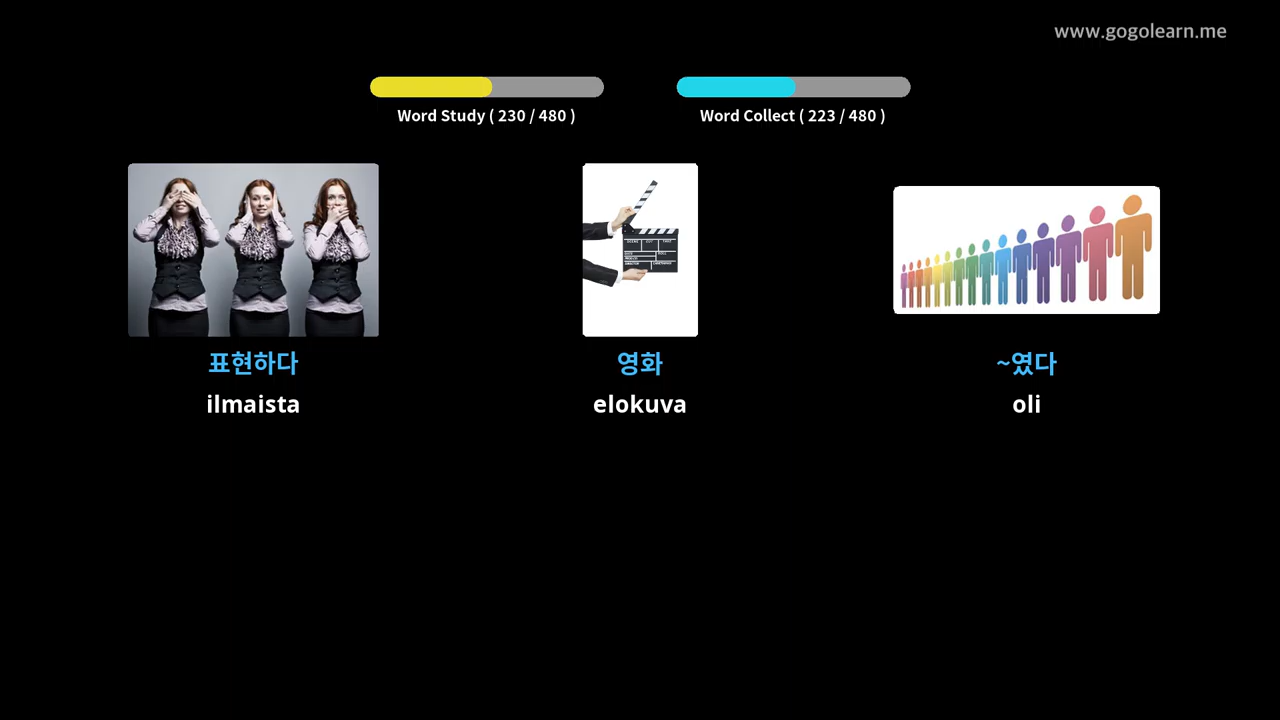 www.gogolearn.me
Word Study ( 230 / 480 )
Word Collect ( 223 / 480 )
표현하다
ilmaista
영화
elokuva
~였다
oli